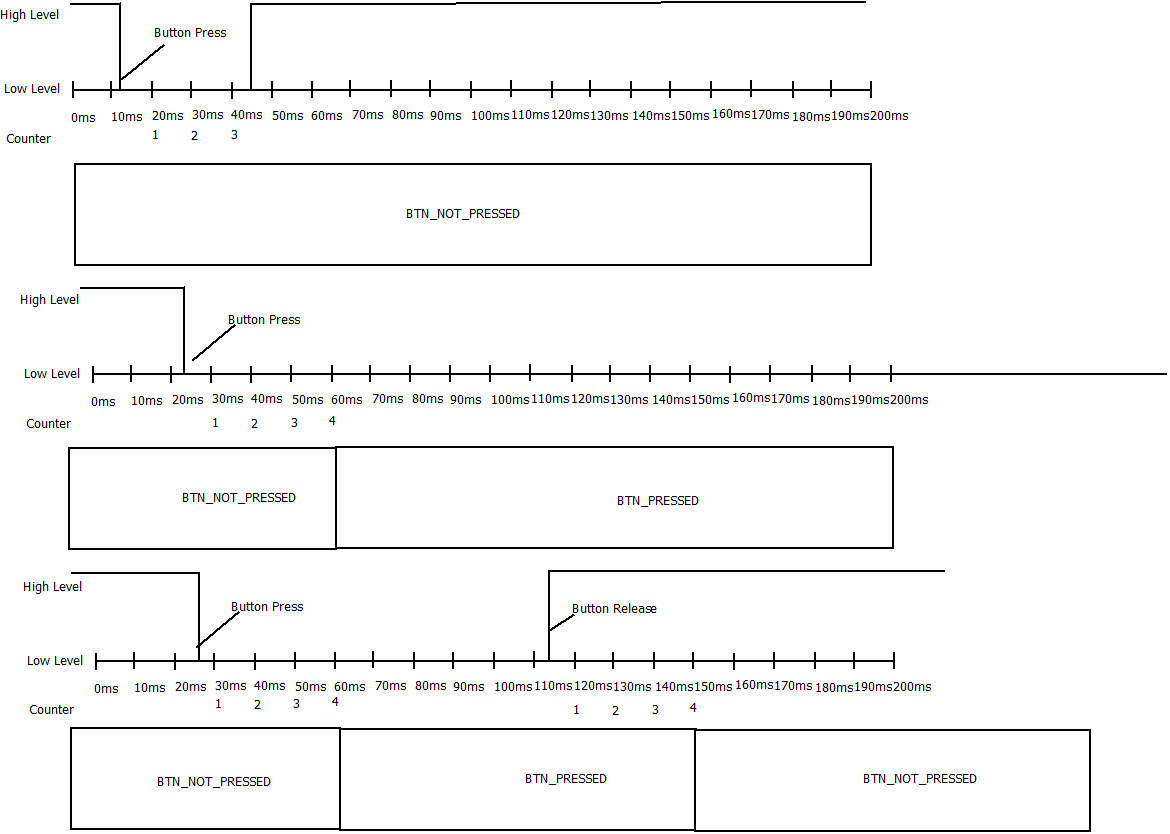 High Level
Button Press
Low Level
0ms 10ms 20ms 30ms 40ms 50ms 60ms 70ms 80ms 90ms 100ms 110ms 120ms 130ms 140ms 150ms 160ms 170ms 180ms 190ms 200ms
Counter 1 2 3
BTN_NOT_PRESSED
High Level
Button Press
Low Level
0ms 10ms 20ms 30ms 40ms 50ms 60ms 70ms 80ms 90ms 100ms 110ms 120ms 130ms 140ms 150ms 160ms 170ms 180ms 190ms 200ms
Counter 1 2 3 4
BTN_NOT_PRESSED BTN_PRESSED
High Level
Button Press Button Release
Low Level
0ms 10ms 20ms 30ms 40ms 50ms 60ms 70ms 80ms 90ms 100ms 110ms 120ms 130ms 140ms 150ms 160ms 170ms 180ms 190ms 200ms
Counter 1 2 3 4 1 2 3 4
BTN_NOT_PRESSED BTN_PRESSED BTN_NOT_PRESSED